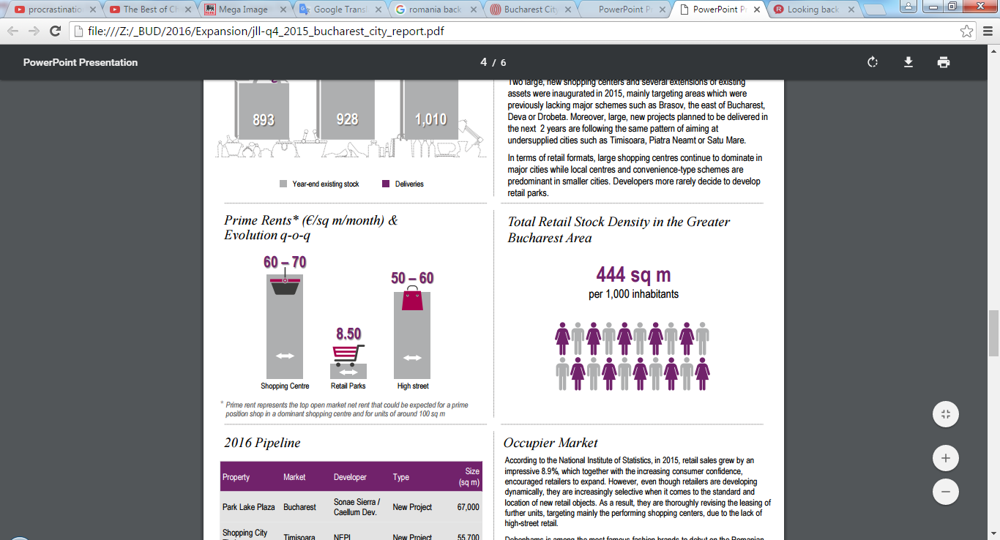 procrastinatio
The Best of Ch
Mega Image
Google Transl
romania back
Bucharest City
PowerPoint P
PowerPoint Pr
Looking back
file:///Z:/_BUD/2016/Expansion/jll-q4_2015_bucharest_city_report.pdf
PowerPoint Presentation
4 / 6
893
928
1,010
Year-end existing stock
Deliveries
Two large, new shopping centers and several extensions of existing
assets were inaugurated in 2015, mainly targeting areas which were
previously lacking major schemes such as Brasov, the east of Bucharest,
Deva or Drobeta. Moreover, large, new projects planned to be delivered in
the next 2 years are following the same pattern of aiming at
undersupplied cities such as Timisoara, Piatra Neamt or Satu Mare.
In terms of retail formats, large shopping centres continue to dominate in
major cities while local centres and convenience-type schemes are
predominant in smaller cities. Developers more rarely decide to develop
retail parks.
Prime Rents* (€/sq m/month) &
Evolution q-o-q
60 – 70
8.50
50 – 60
Shopping Centre
Retail Parks
High street
* Prime rent represents the top open market net rent that could be expected for a prime
position shop in a dominant shopping centre and for units of around 100 sq m
Total Retail Stock Density in the Greater
Bucharest Area
444 sq m
per 1,000 inhabitants
2016 Pipeline
Property Market Developer Type Size (sq m)
Park Lake Plaza Bucharest Sonae Sierra / Caellum Dev. New Project 67,000
Shopping City
Timisoara NEPI New Project 55,700
Occupier Market
According to the National Institute of Statistics, in 2015, retail sales grew by an
impressive 8.9%, which together with the increasing consumer confidence,
encouraged retailers to expand. However, even though retailers are developing
dynamically, they are increasingly selective when it comes to the standard and
location of new retail objects. As a result, they are thoroughly revising the leasing of
further units, targeting mainly the performing shopping centers, due to the lack of
high-street retail.
Debenhams is among the most famous fashion brands to debut on the Romanian